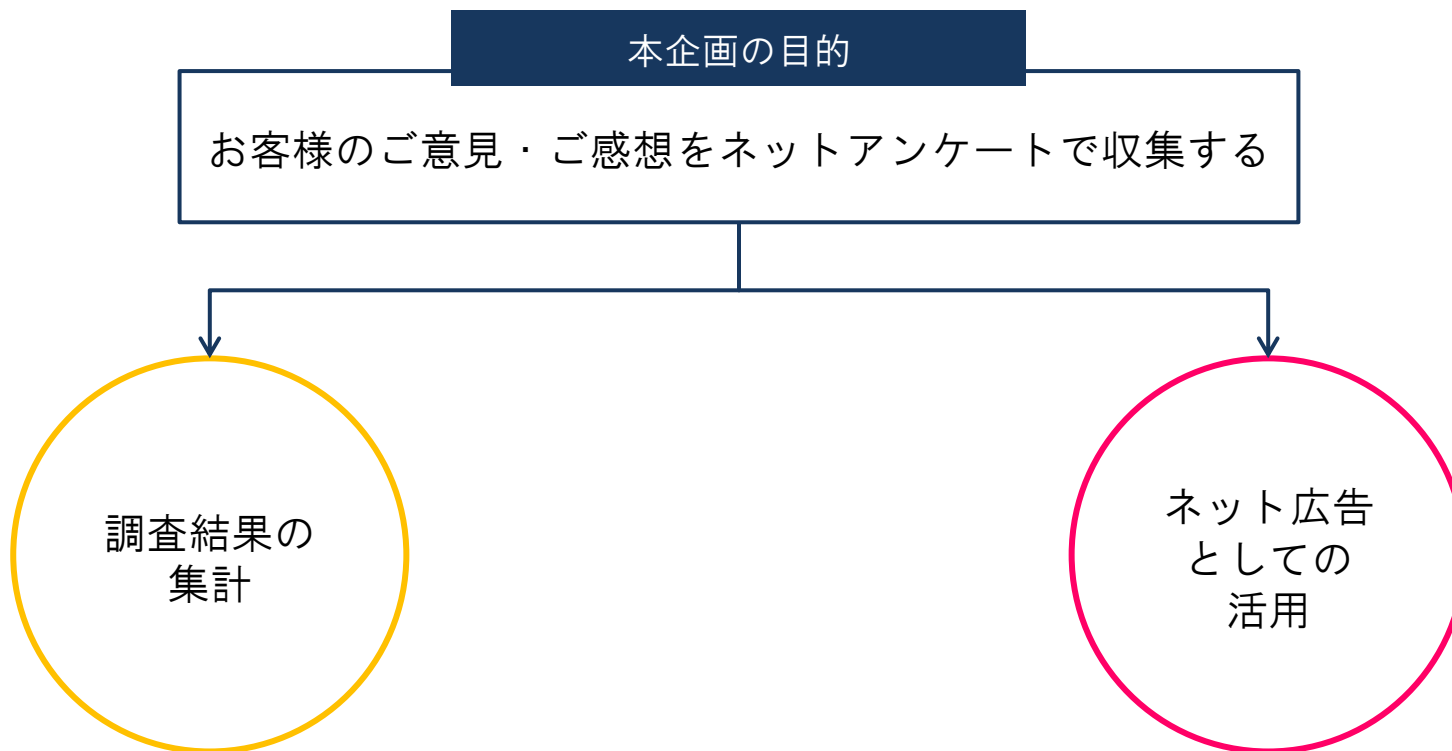 本企画の目的
お客様のご意見・ご感想をネットアンケートで収集する
調査結果の
集計
ネット広告
としての
活用